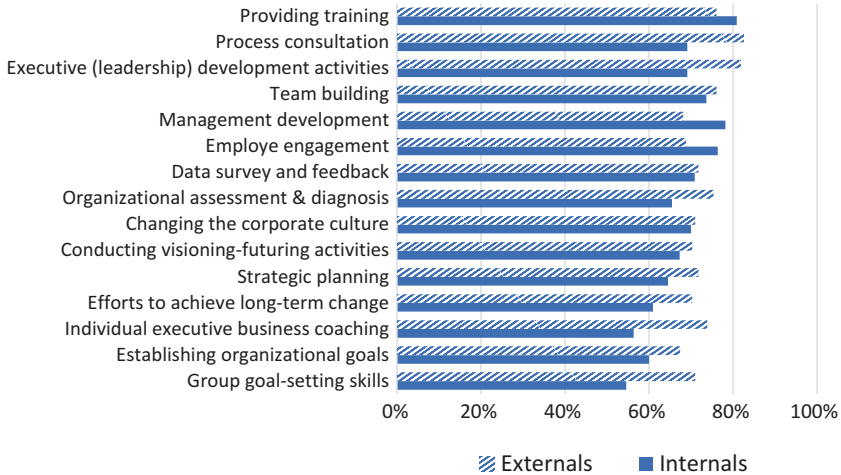 Providing training
Process consultation
Executive (leadership) development activities
Team building
Management development
Employe engagement
Data survey and feedback
Organizational assessment & diagnosis
Changing the corporate culture
Conducting visioning-futuring activities
Strategic planning
Efforts to achieve long-term change
Individual executive business coaching
Establishing organizational goals
Group goal-setting skills
0% 20% 40% 60% 80% 100%
Externals Internals